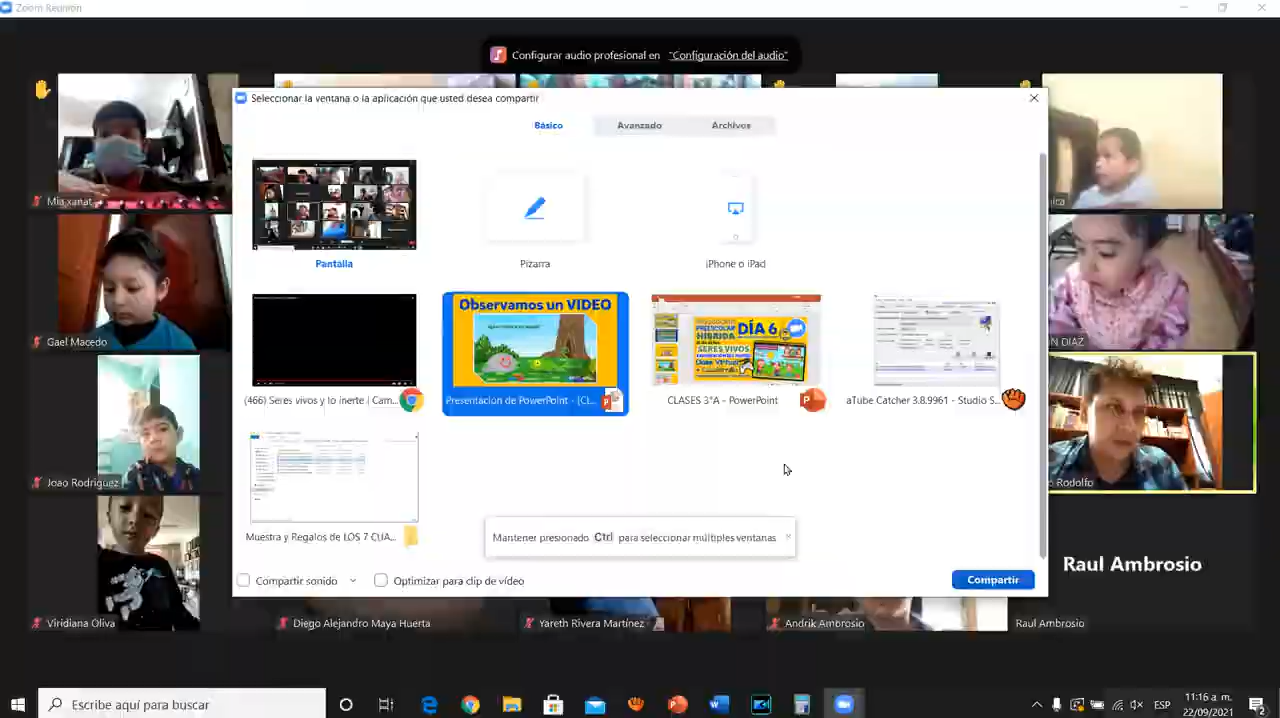 Zoom Reunión
Configurar audio profesional en "Configuración del audio"
Seleccionar la ventana o la aplicación que usted desea compartir
Básico Avanzado Archivos
Pantalla
Pizarra
iPhone o iPad
Observamos un VIDEO
DÍA 6
PREESCOLAR
HÍBRIDA
SERES VIVOS
(466) Seres vivos y lo inerte | Cam...
Presentación de PowerPoint - [CL...
CLASES 3°A - PowerPoint
aTube Catcher 3.8.9961 - Studio S...
Muestra y Regalos de LOS 7 CUA...
Mantener presionado Ctrl para seleccionar múltiples ventanas
Compartir sonido
Optimizar para clip de vídeo
Compartir
Mia xanat
Gael Macedo
N DIAZ
Joao Rodriguez
o Rodolfo
Raul Ambrosio
Viridiana Oliva
Diego Alejandro Maya Huerta
Yareth Rivera Martínez
Andrik Ambrosio
Raul Ambrosio
Escribe aquí para buscar
ESP
11:16 a. m.
22/09/2021
2